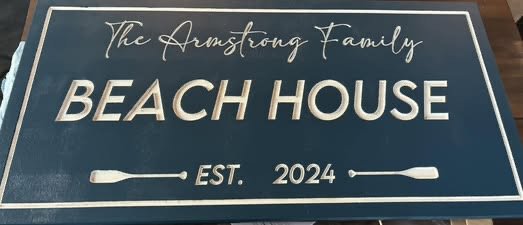 The Armstrong Family
BEACH HOUSE
EST. 2024